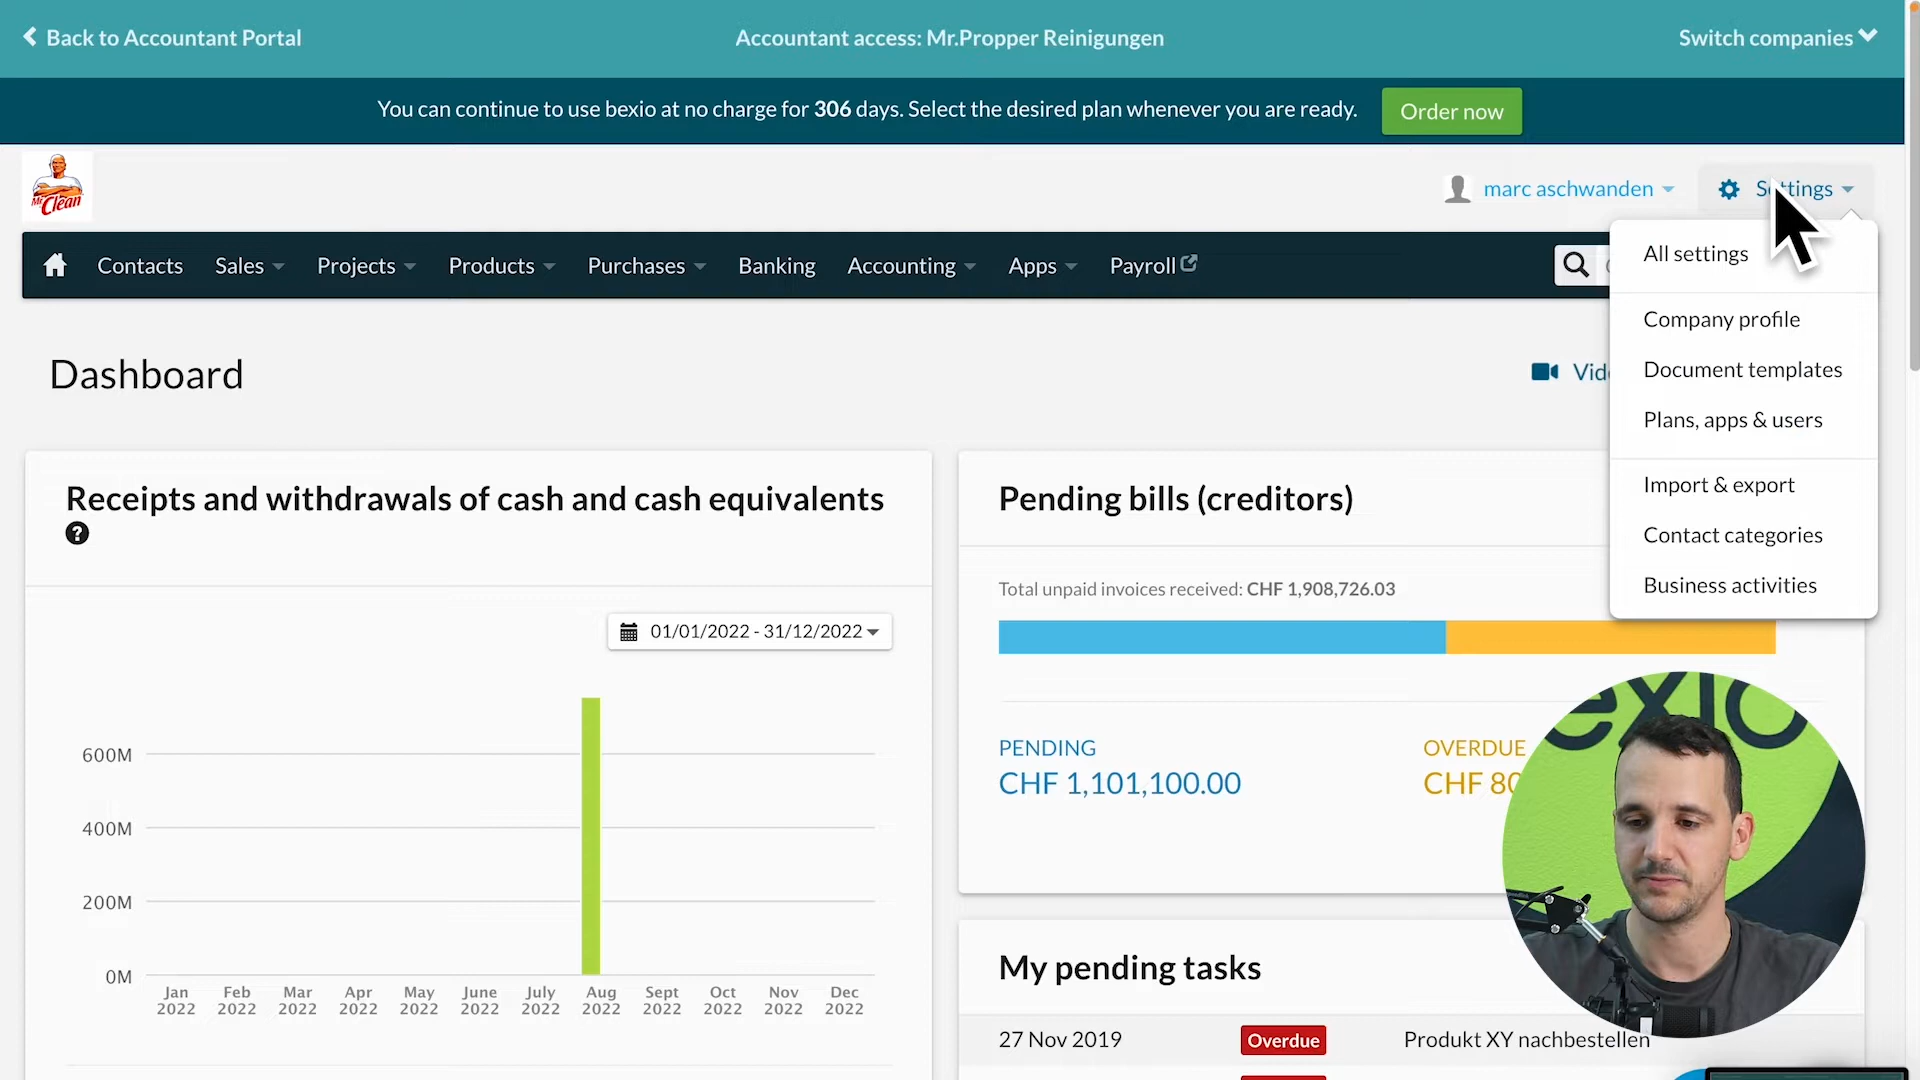 Back to Accountant Portal
Accountant access: Mr.Propper Reinigungen
Switch companies
You can continue to use bexio at no charge for 306 days. Select the desired plan whenever you are ready.
Order now
Mr. Clean
marc aschwanden
Settings
Contacts
Sales
Projects
Products
Purchases
Banking
Accounting
Apps
Payroll
All settings
Company profile
Document templates
Plans, apps & users
Import & export
Contact categories
Business activities
Dashboard
Receipts and withdrawals of cash and cash equivalents
01/01/2022 - 31/12/2022
600M
400M
200M
0M
Jan Feb Mar Apr May June July Aug Sept Oct Nov Dec
2022 2022 2022 2022 2022 2022 2022 2022 2022 2022 2022 2022
Pending bills (creditors)
Total unpaid invoices received: CHF 1,908,726.03
PENDING
CHF 1,101,100.00
OVERDUE
CHF 80
My pending tasks
27 Nov 2019
Overdue
Produkt XY nachbestellen